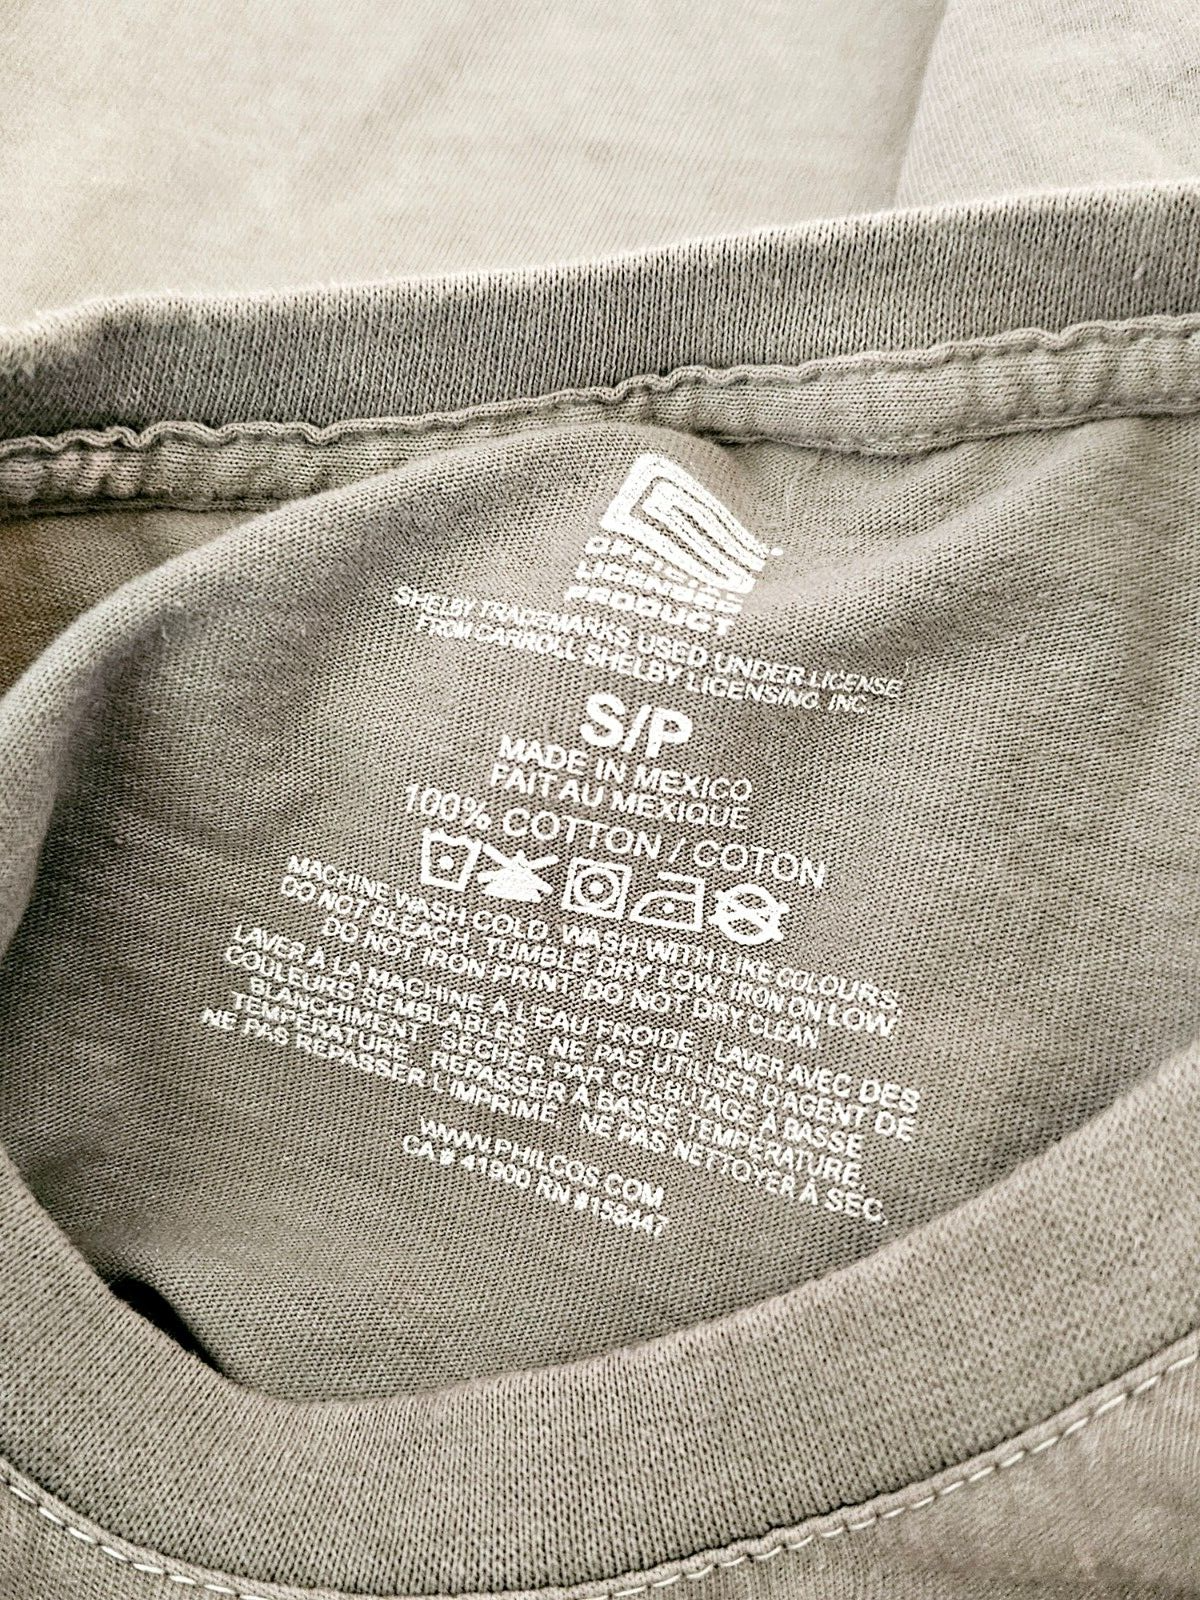 OFFICIAL
LICENSED
PRODUCT
SHELBY TRADEMARKS USED UNDER LICENSE
FROM CARROLL SHELBY LICENSING, INC.
S/P
MADE IN MEXICO
FAIT AU MEXIQUE
100% COTTON / COTON
MACHINE WASH COLD, WASH WITH LIKE COLOURS,
DO NOT BLEACH, TUMBLE DRY LOW, IRON ON LOW,
DO NOT IRON PRINT, DO NOT DRY CLEAN
LAVER À LA MACHINE À L'EAU FROIDE, LAVER AVEC DES
COULEURS SEMBLABLES. NE PAS UTILISER D'AGENT DE
BLANCHIMENT SÉCHER PAR CULBUTAGE À BASSE
TEMPÉRATURE, REPASSER À BASSE TEMPÉRATURE.
NE PAS REPASSER L'IMPRIMÉ, NE PAS NETTOYER À SEC.
WWW.PHILCOS.COM
CA # 41900 RN #153447